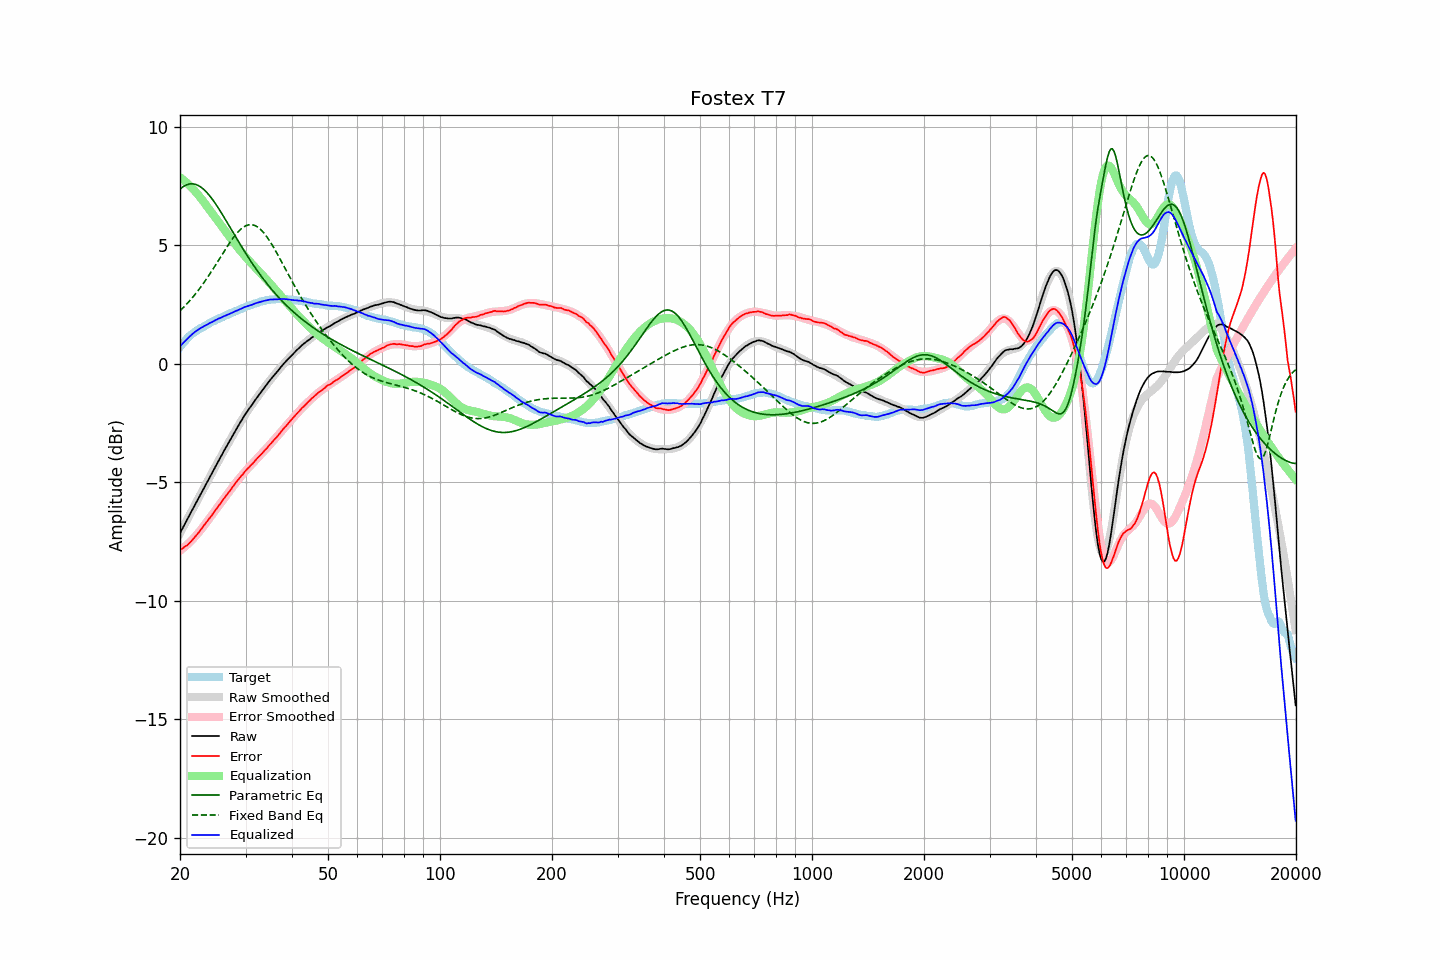 Fostex T7
Amplitude (dBr)
10
5
0
−5
−10
−15
−20
Target
Raw Smoothed
Error Smoothed
Raw
Error
Equalization
Parametric Eq
Fixed Band Eq
Equalized
20 50 100 200 500 1000 2000 5000 10000 20000
Frequency (Hz)